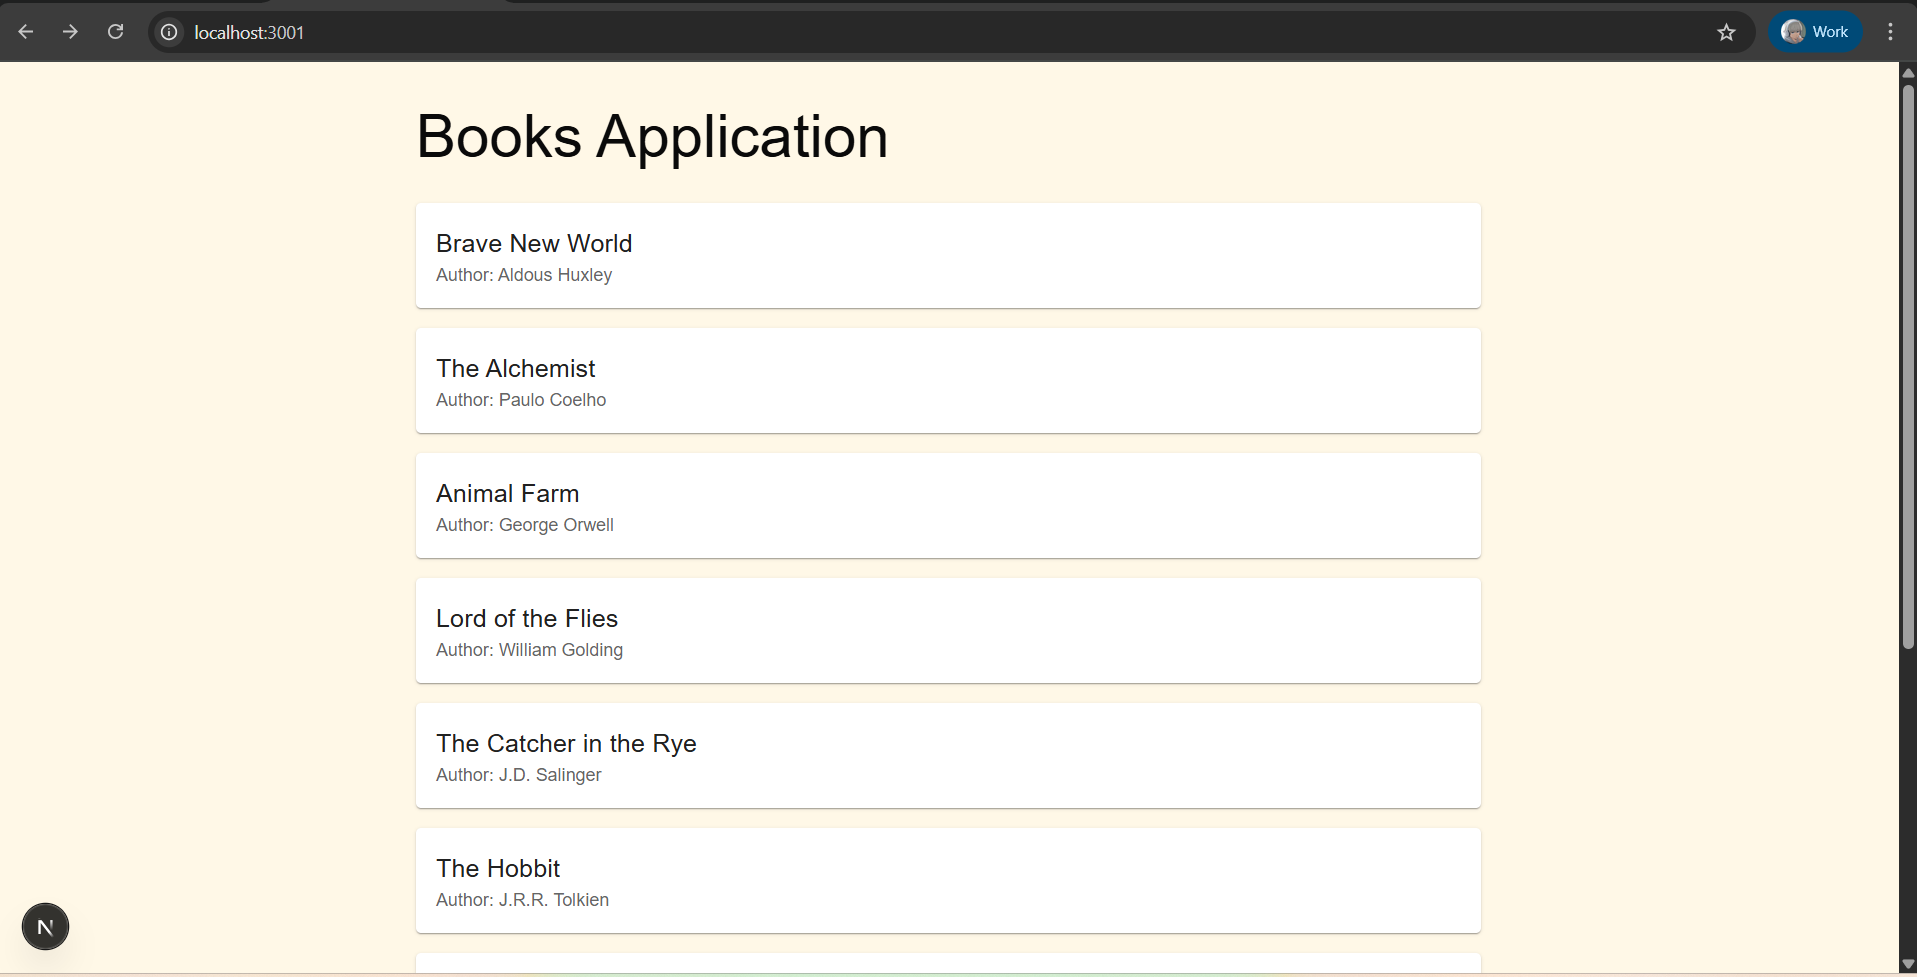 localhost:3001
Work
Books Application
Brave New World
Author: Aldous Huxley
The Alchemist
Author: Paulo Coelho
Animal Farm
Author: George Orwell
Lord of the Flies
Author: William Golding
The Catcher in the Rye
Author: J.D. Salinger
The Hobbit
Author: J.R.R. Tolkien
N